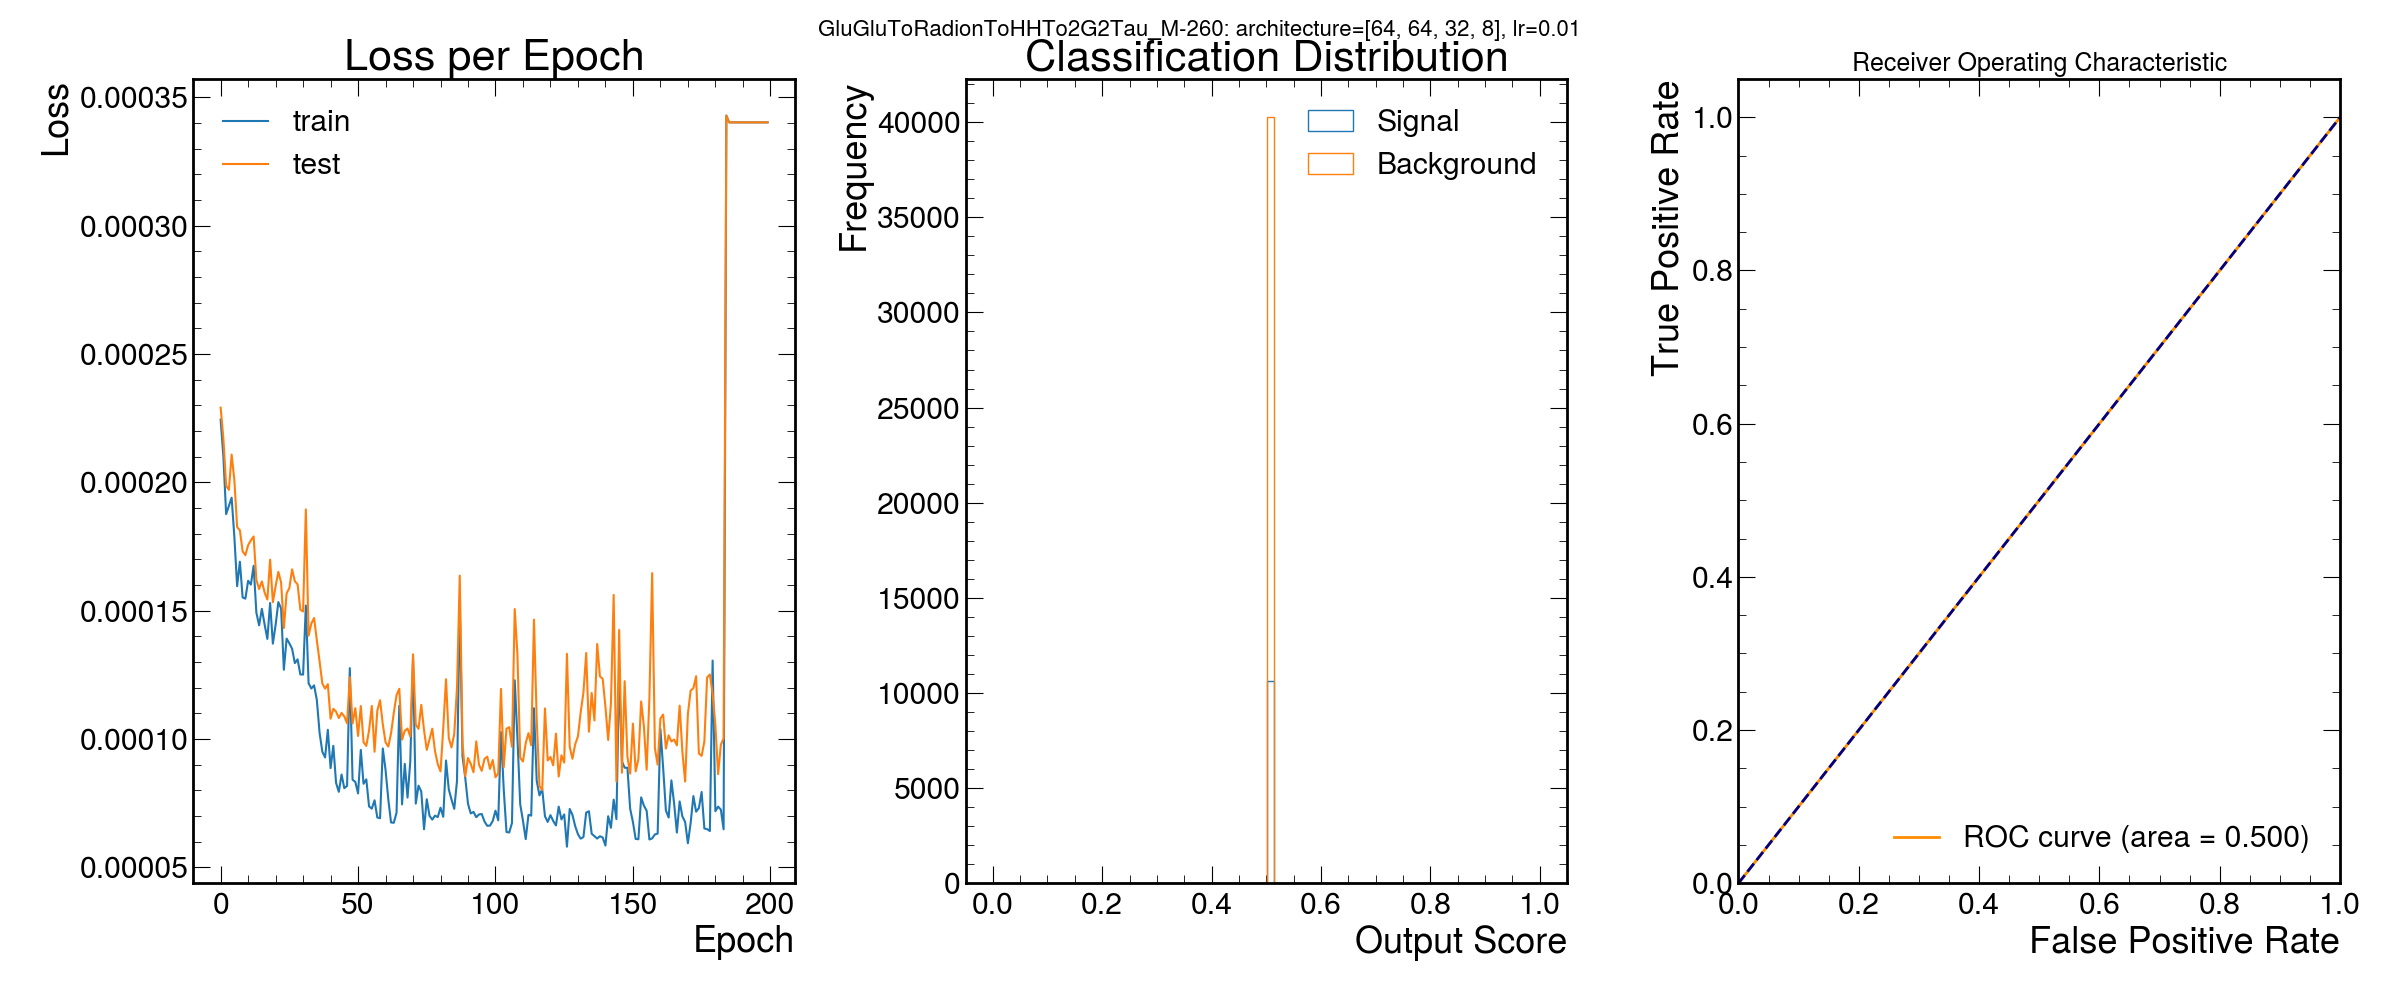 GluGluToRadionToHHTo2G2Tau_M-260: architecture=[64, 64, 32, 8], lr=0.01
Loss per Epoch
Loss
0.00035
0.00030
0.00025
0.00020
0.00015
0.00010
0.00005
train
test
0 50 100 150 200
Epoch
Classification Distribution
Frequency
40000
35000
30000
25000
20000
15000
10000
5000
0
Signal
Background
0.0 0.2 0.4 0.6 0.8 1.0
Output Score
Receiver Operating Characteristic
True Positive Rate
1.0
0.8
0.6
0.4
0.2
0.0
ROC curve (area = 0.500)
0.0 0.2 0.4 0.6 0.8 1.0
False Positive Rate